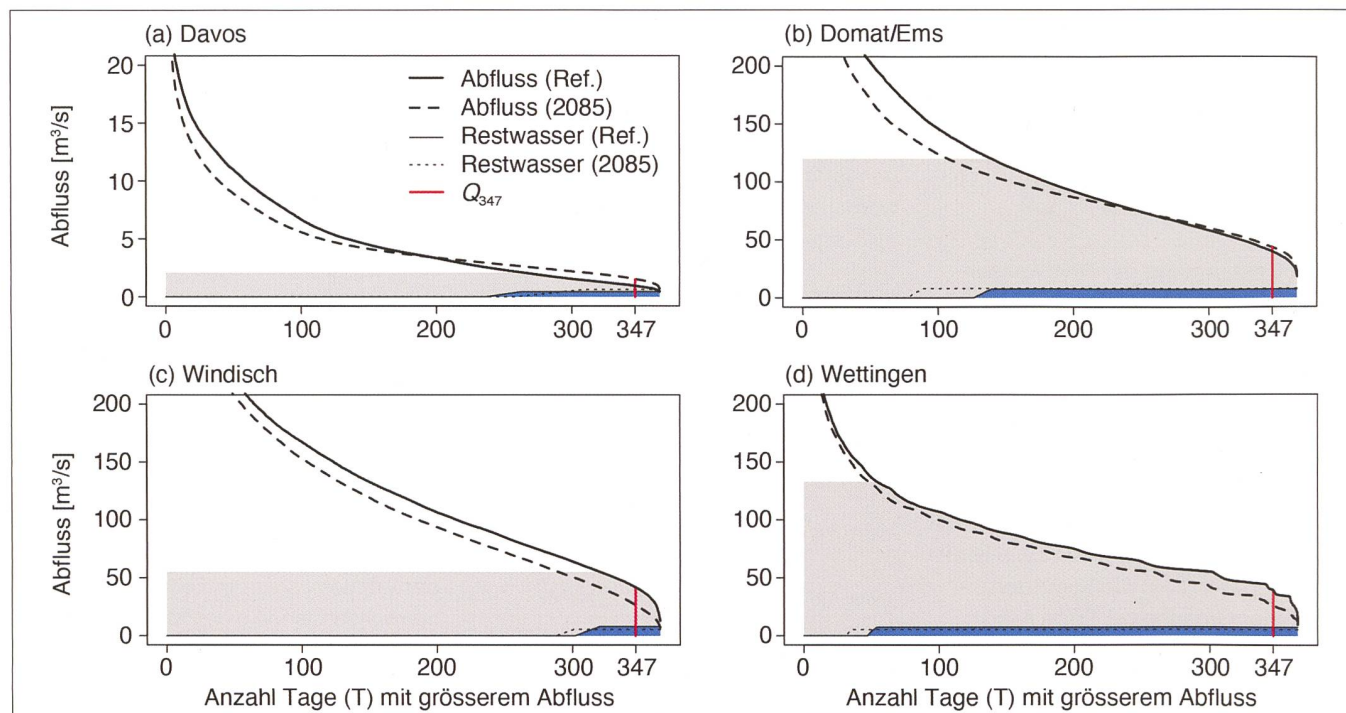 (a) Davos
Abfluss [m³/s]
20
15
10
5
0
0 100 200 300 347
Abfluss (Ref.)
Abfluss (2085)
Restwasser (Ref.)
Restwasser (2085)
Q347
(b) Domat/Ems
200
150
100
50
0
0 100 200 300 347
(c) Windisch
Abfluss [m³/s]
200
150
100
50
0
0 100 200 300 347
Anzahl Tage (T) mit grösserem Abfluss
(d) Wettingen
200
150
100
50
0
0 100 200 300 347
Anzahl Tage (T) mit grösserem Abfluss